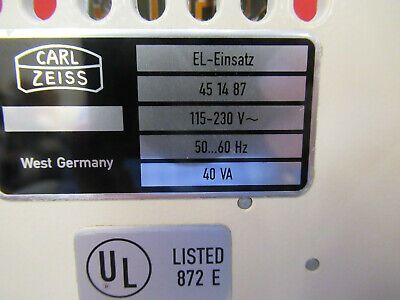 CARL
ZEISS
West Germany
EL-Einsatz
45 14 87
115-230 V~
50...60 Hz
40 VA
UL
LISTED
872 E